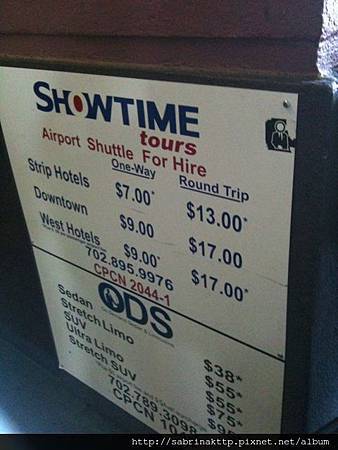 SHOWTIME
tours
Airport Shuttle For Hire
One-Way Round Trip
Strip Hotels $7.00* $13.00*
Downtown $9.00 $17.00
West Hotels $9.00* $17.00*
702.895.9976
CPCN 2044-1
ODS
Sedan $38*
Stretch Limo $55*
SUV $55*
Ultra Limo $75*
Stretch SUV
702.789.3098
CPCN
http://sabrinakttp.pixnet.net/album